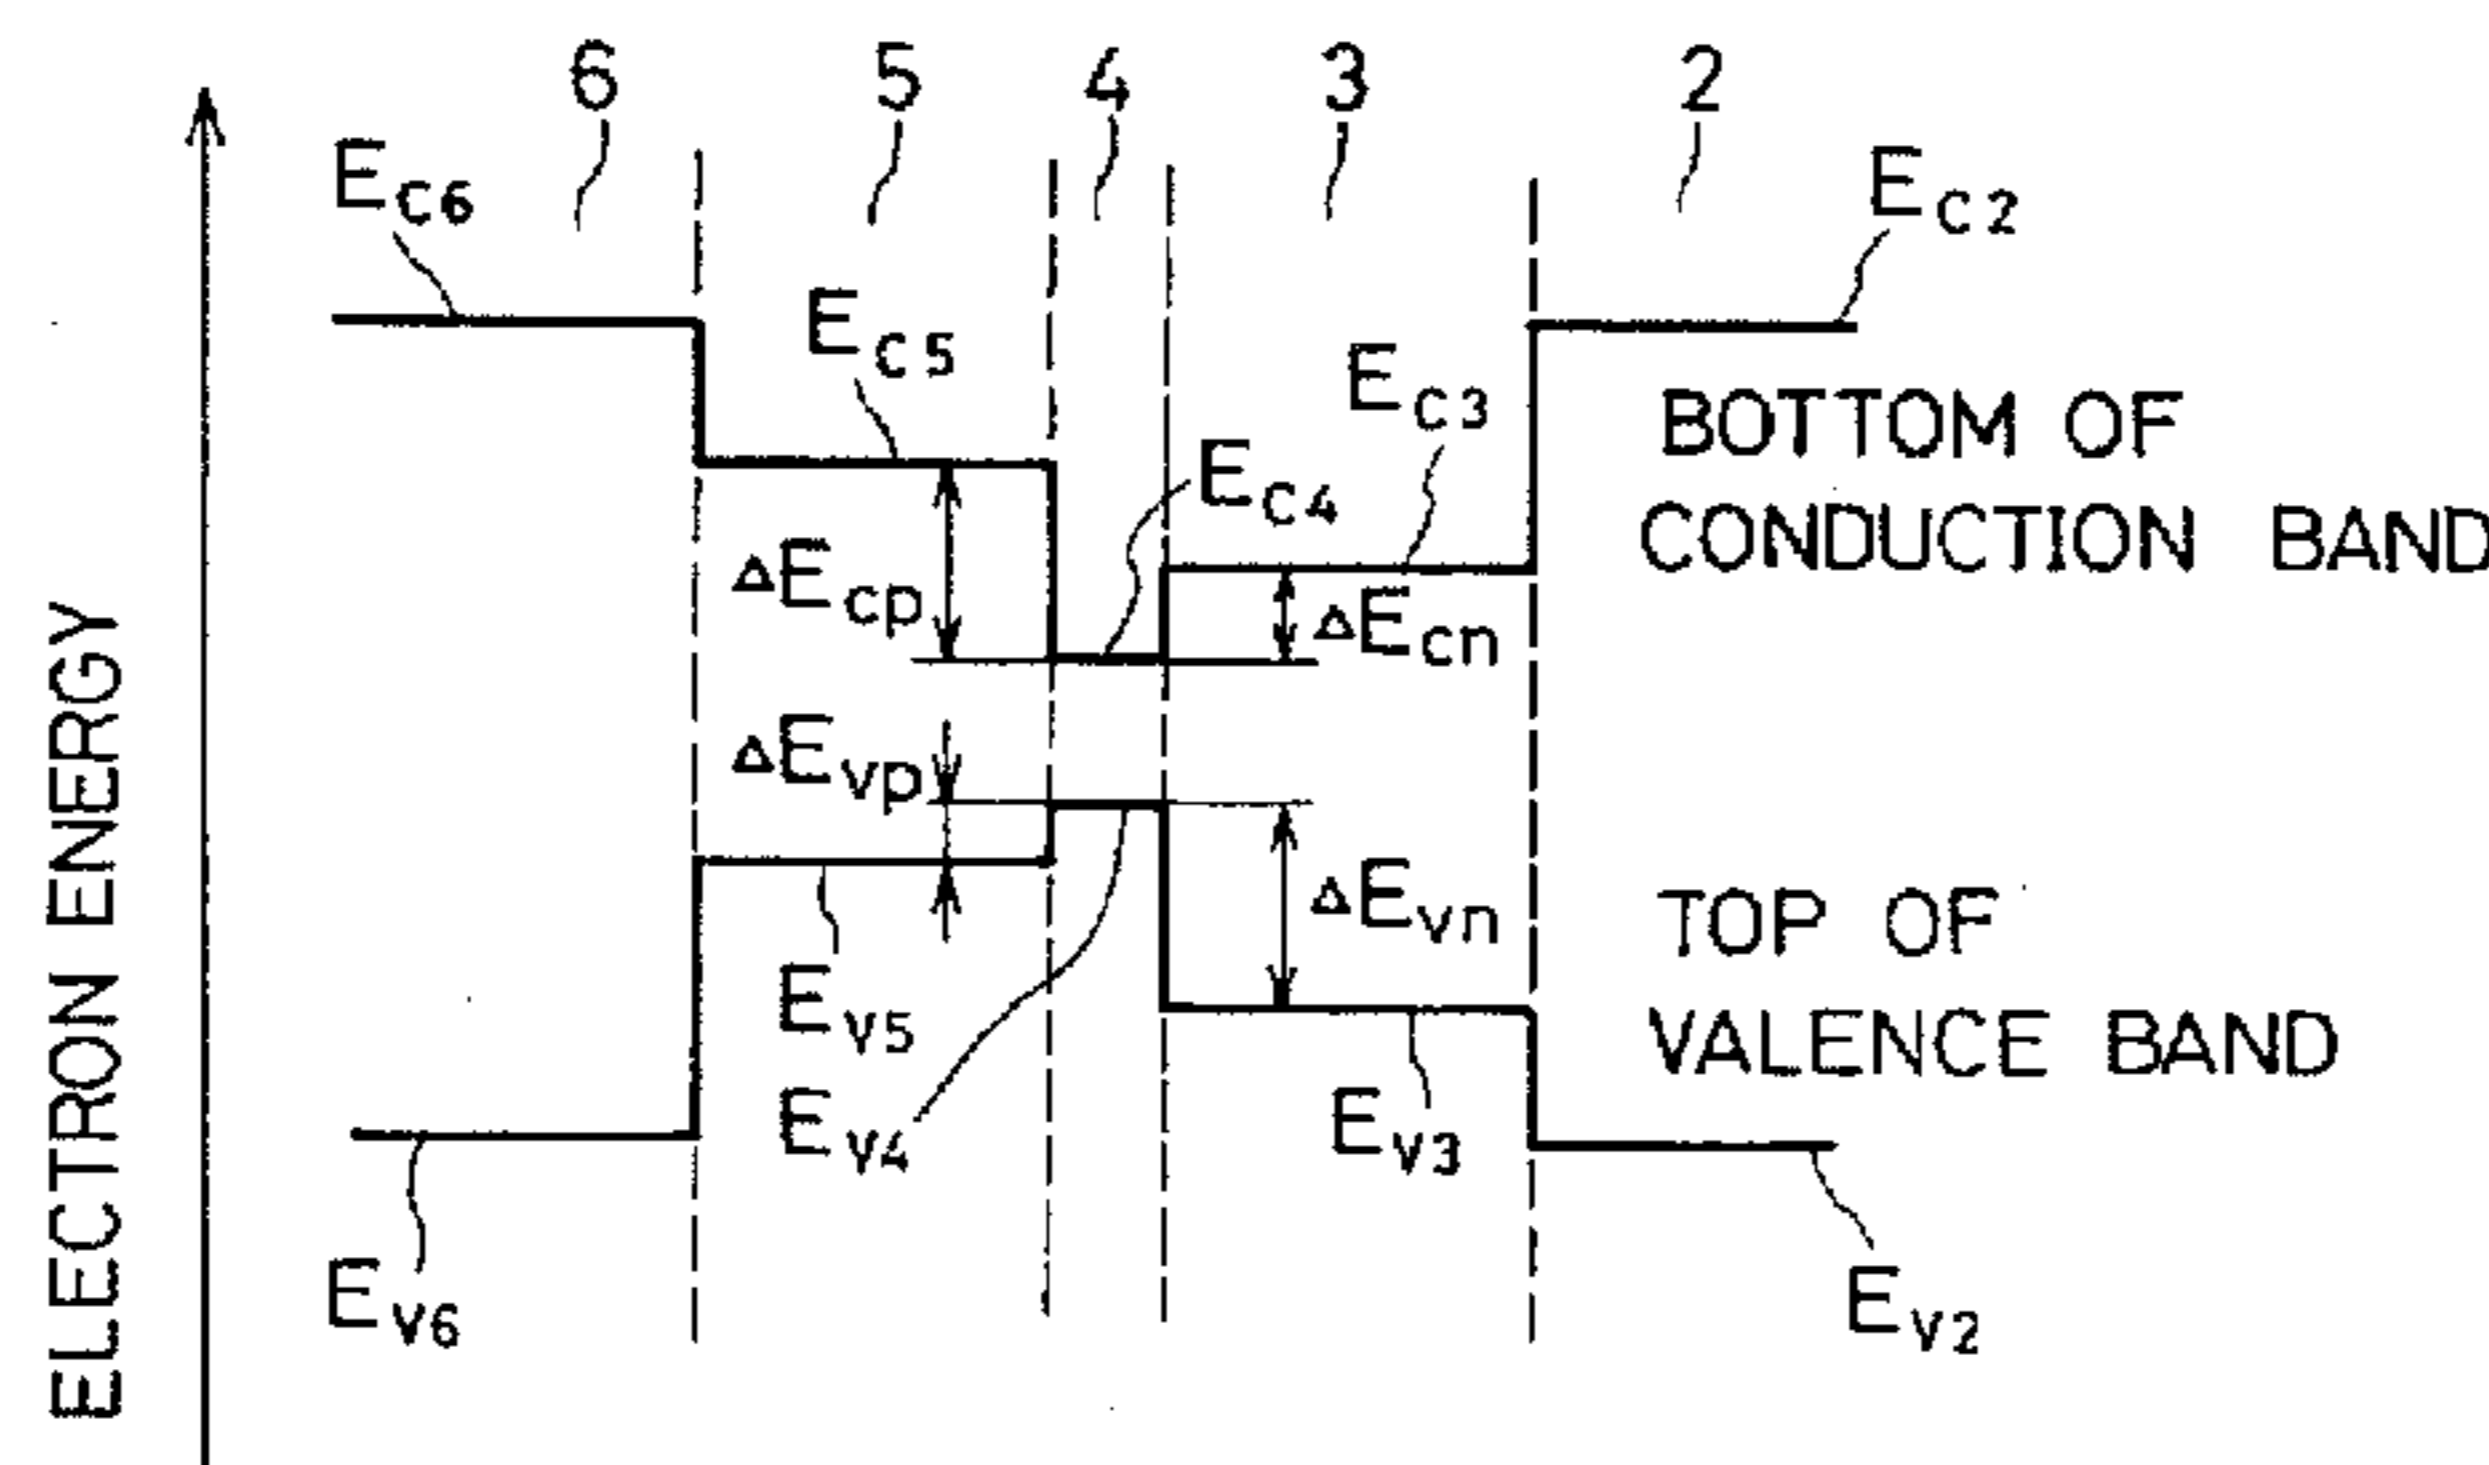 6 5 4 3 2
E_C6
E_C2
E_C5
E_C3
BOTTOM OF
CONDUCTION BAND
E_C4
ΔE_cp
ΔE_cn
ΔE_vp
ΔE_vn
TOP OF
VALENCE BAND
E_V5
E_V4
E_V3
E_V6
E_V2
ELECTRON ENERGY